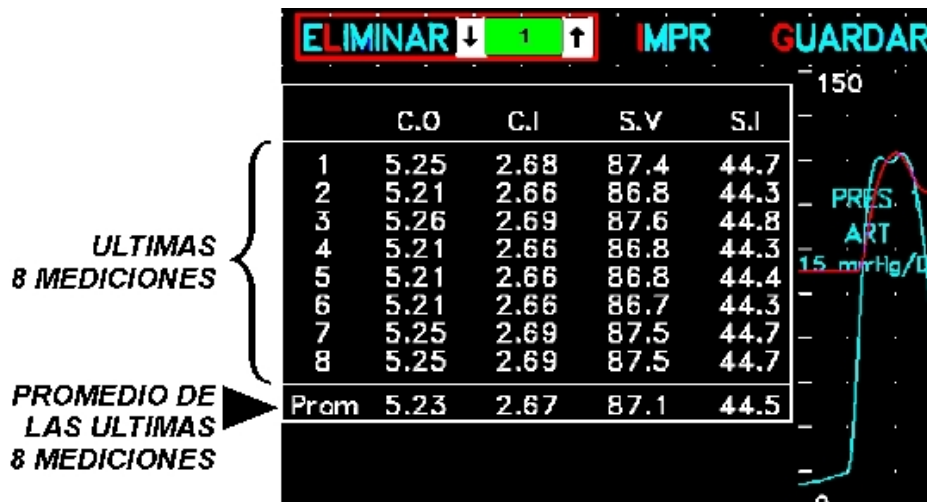 ELIMINAR ↓ 1 ↑ IMPR GUARDAR
150
C.O C.I S.V S.I
1 5.25 2.68 87.4 44.7
2 5.21 2.66 86.8 44.3
3 5.26 2.69 87.6 44.8
4 5.21 2.66 86.8 44.3
5 5.21 2.66 86.8 44.4
6 5.21 2.66 86.7 44.3
7 5.25 2.69 87.5 44.7
8 5.25 2.69 87.5 44.7
Prom 5.23 2.67 87.1 44.5
ULTIMAS
8 MEDICIONES
PROMEDIO DE
LAS ULTIMAS
8 MEDICIONES
PRES.
ART
15 mmHg/D
0